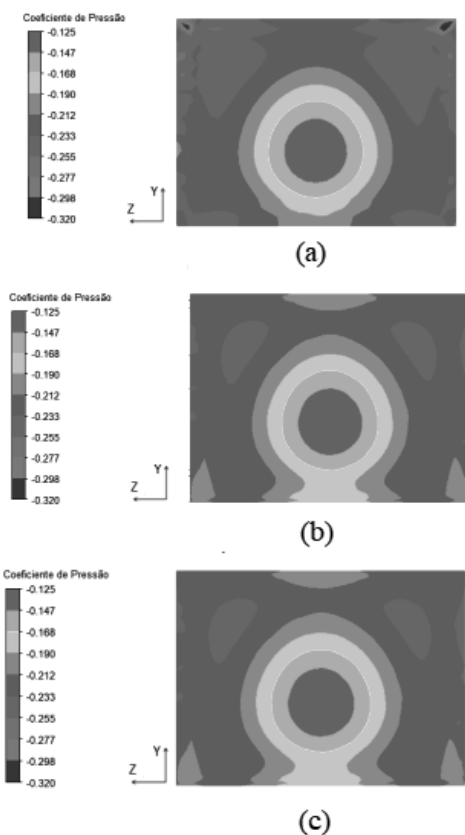 Coeficiente de Pressão
-0.125
-0.147
-0.168
-0.190
-0.212
-0.233
-0.255
-0.277
-0.298
-0.320
Y
Z
(a)
Coeficiente de Pressão
-0.125
-0.147
-0.168
-0.190
-0.212
-0.233
-0.255
-0.277
-0.298
-0.320
Y
Z
(b)
Coeficiente de Pressão
-0.125
-0.147
-0.168
-0.190
-0.212
-0.233
-0.255
-0.277
-0.298
-0.320
Y
Z
(c)